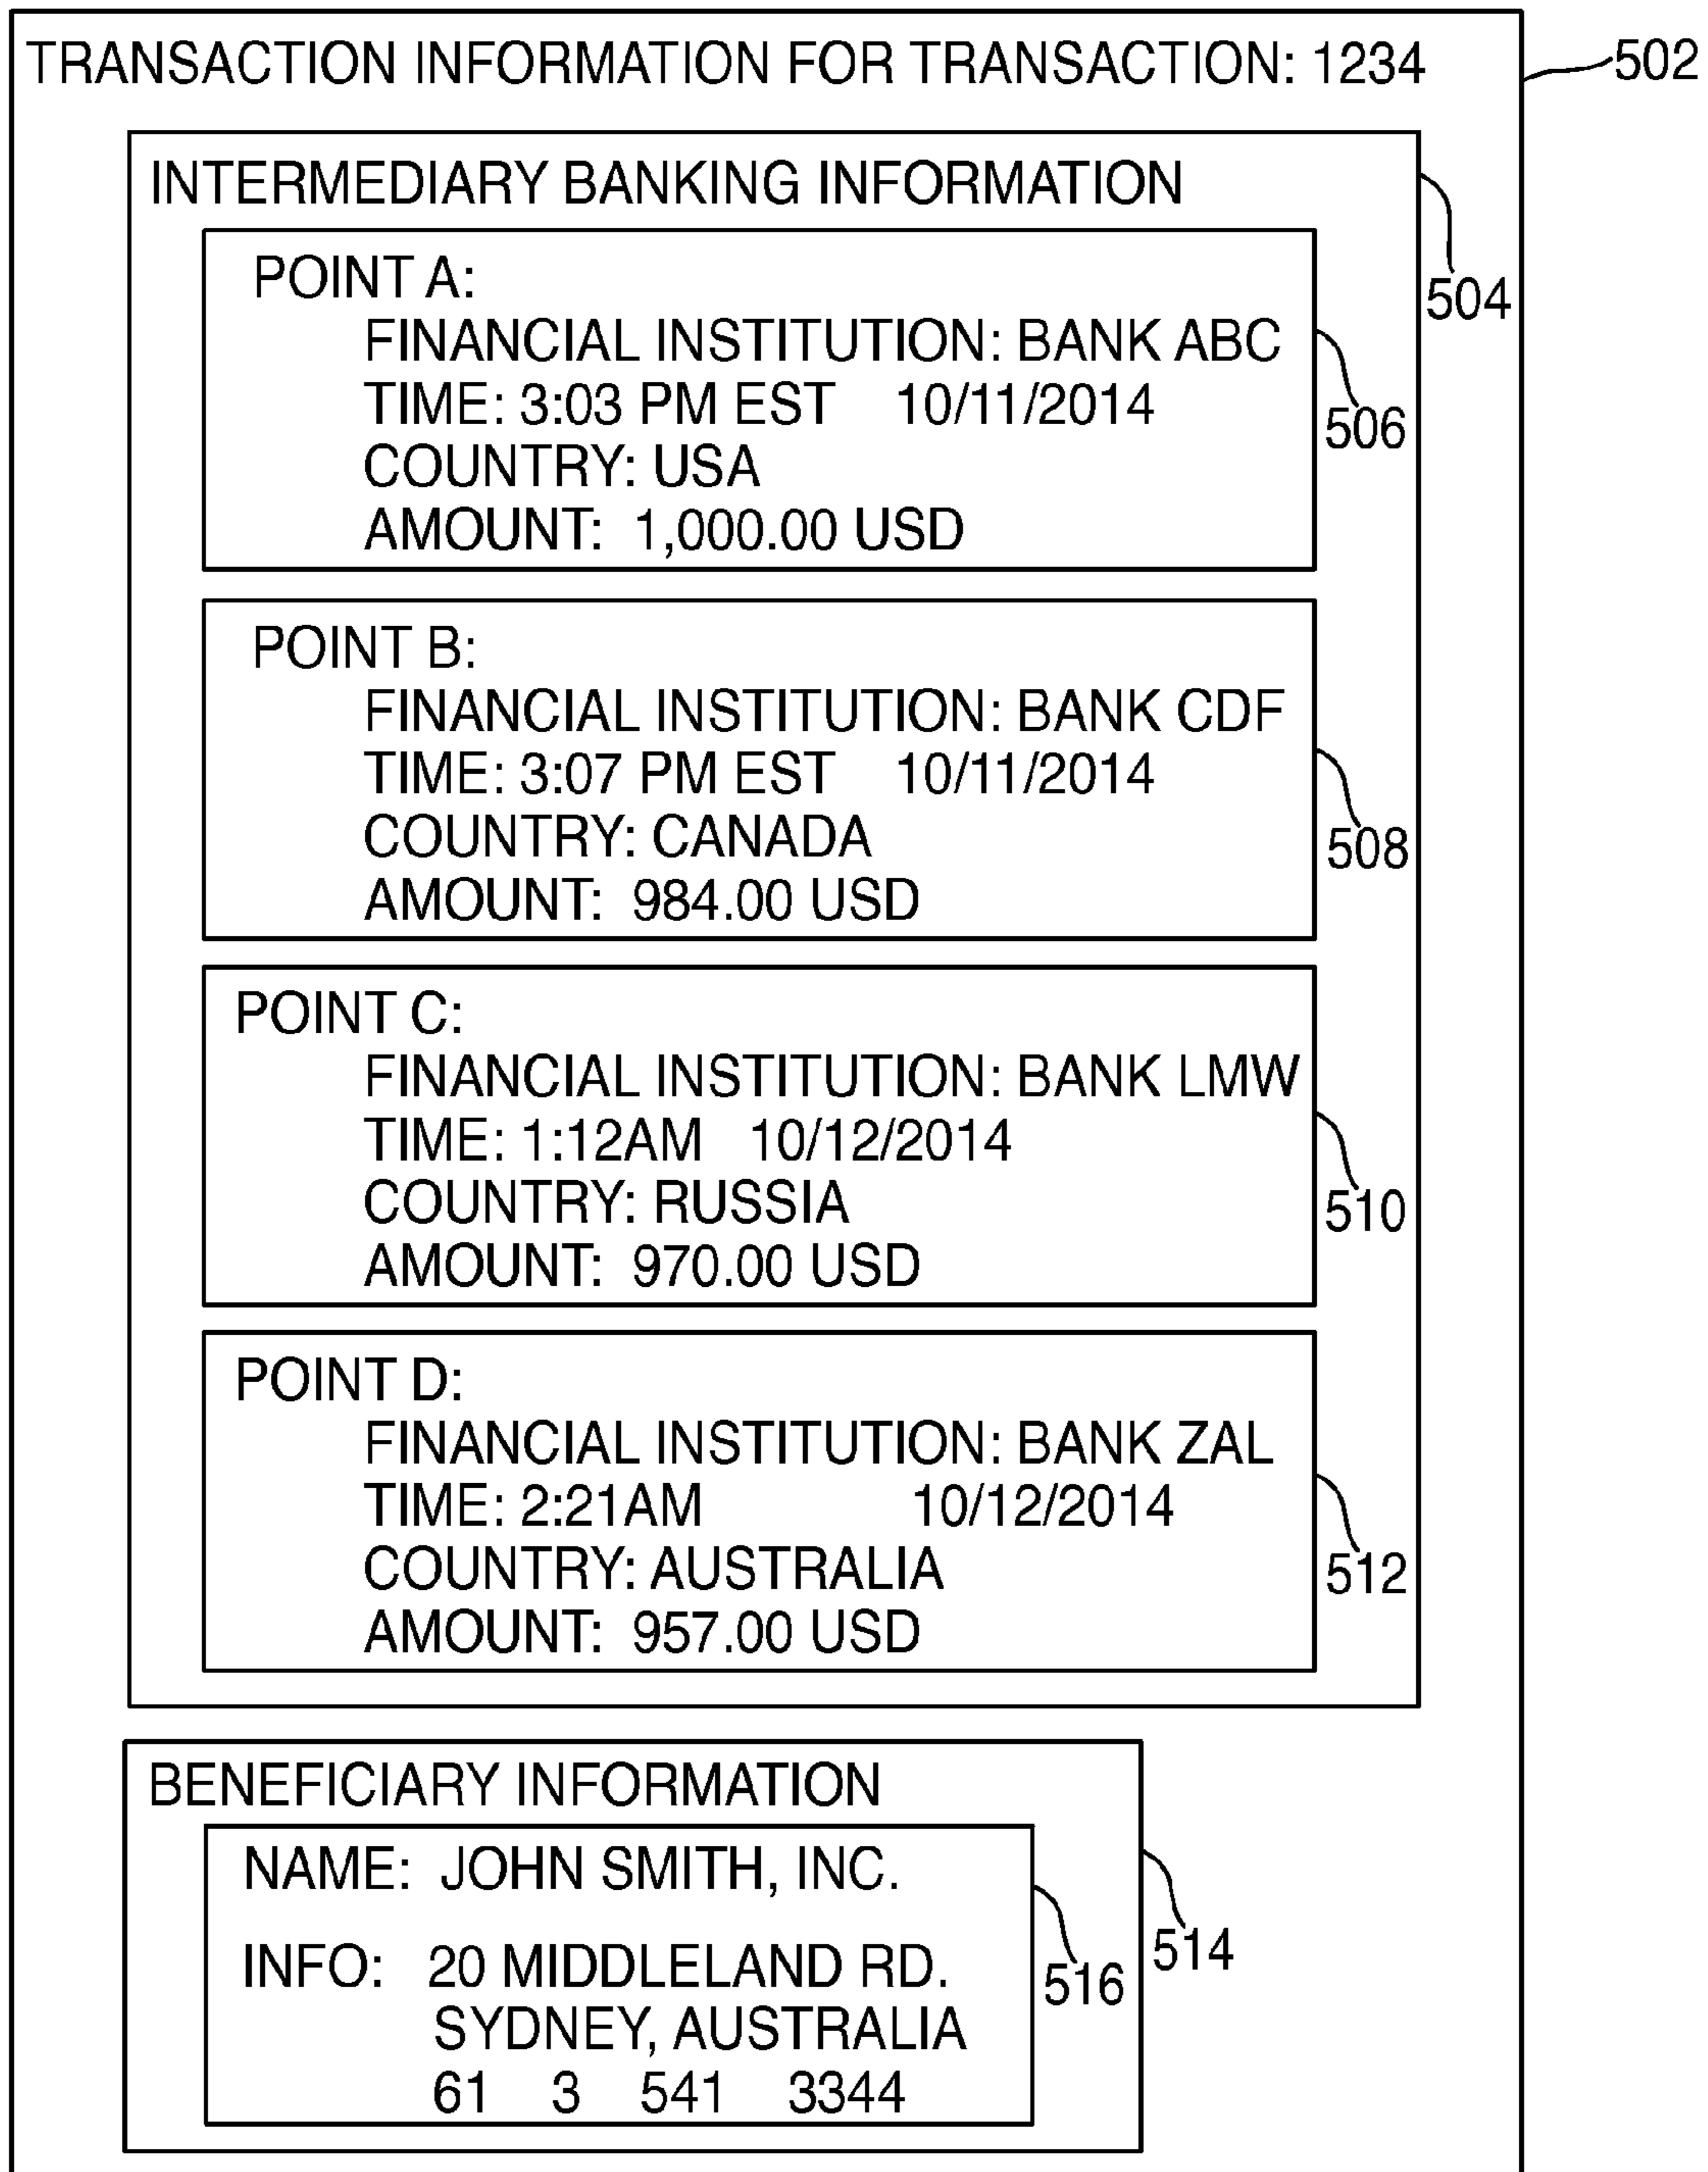 TRANSACTION INFORMATION FOR TRANSACTION: 1234
502
INTERMEDIARY BANKING INFORMATION
504
POINT A:
FINANCIAL INSTITUTION: BANK ABC
TIME: 3:03 PM EST 10/11/2014
COUNTRY: USA
AMOUNT: 1,000.00 USD
506
POINT B:
FINANCIAL INSTITUTION: BANK CDF
TIME: 3:07 PM EST 10/11/2014
COUNTRY: CANADA
AMOUNT: 984.00 USD
508
POINT C:
FINANCIAL INSTITUTION: BANK LMW
TIME: 1:12AM 10/12/2014
COUNTRY: RUSSIA
AMOUNT: 970.00 USD
510
POINT D:
FINANCIAL INSTITUTION: BANK ZAL
TIME: 2:21AM 10/12/2014
COUNTRY: AUSTRALIA
AMOUNT: 957.00 USD
512
BENEFICIARY INFORMATION
514
NAME: JOHN SMITH, INC.
INFO: 20 MIDDLELAND RD.
SYDNEY, AUSTRALIA
61 3 541 3344
516